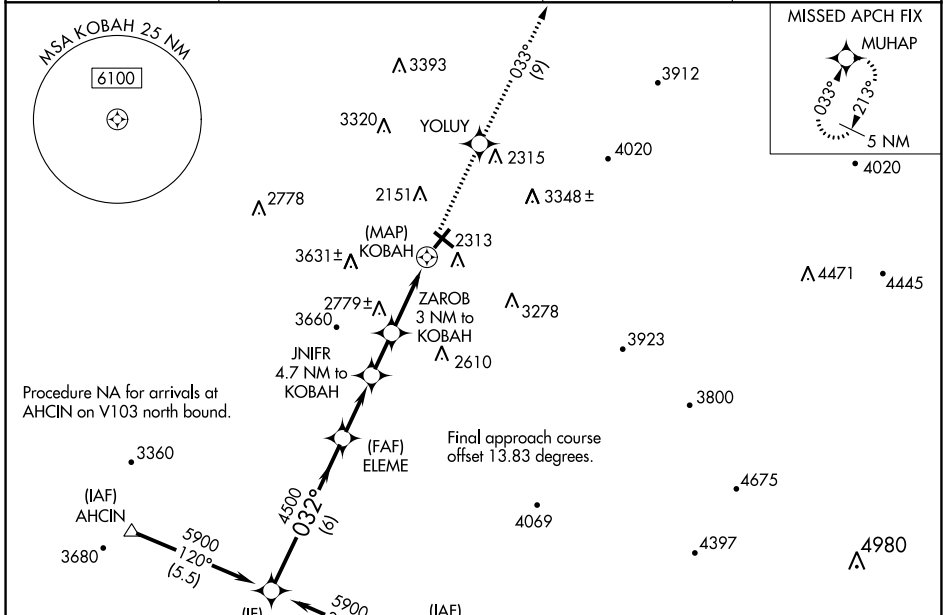 MSA KOBAH 25 NM
6100
MISSED APCH FIX
MUHAP
033°
213°
5 NM
033°
(9)
3393
3912
3320
YOLUY
2315
4020
4020
2778
2151
3348±
(MAP)
KOBAH
2313
3631±
4471
4445
2779±
ZAROB
3 NM to
KOBAH
3278
3660
3923
JNIFR
4.7 NM to
KOBAH
2610
Procedure NA for arrivals at
AHCIN on V103 north bound.
3800
(FAF)
ELEME
Final approach course
offset 13.83 degrees.
3360
4675
4500
032°
(6)
(IAF)
AHCIN
4069
5900
120°
(5.5)
3680
4397
4980
5900
(IF)
(IAF)